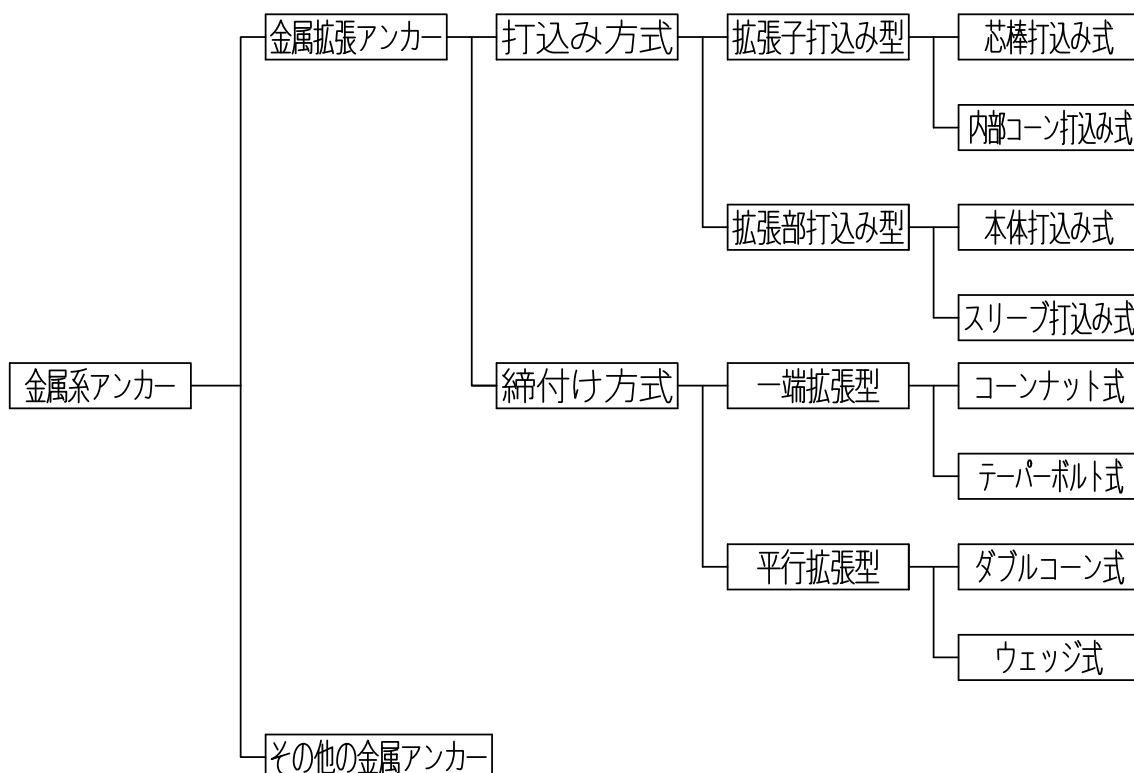 金属拡張アンカー
打込み方式
拡張子打込み型
芯棒打込み式
内部コーン打込み式
拡張部打込み型
本体打込み式
スリーブ打込み式
金属系アンカー
締付け方式
一端拡張型
コーンナット式
テーパーボルト式
平行拡張型
ダブルコーン式
ウェッジ式
その他の金属アンカー